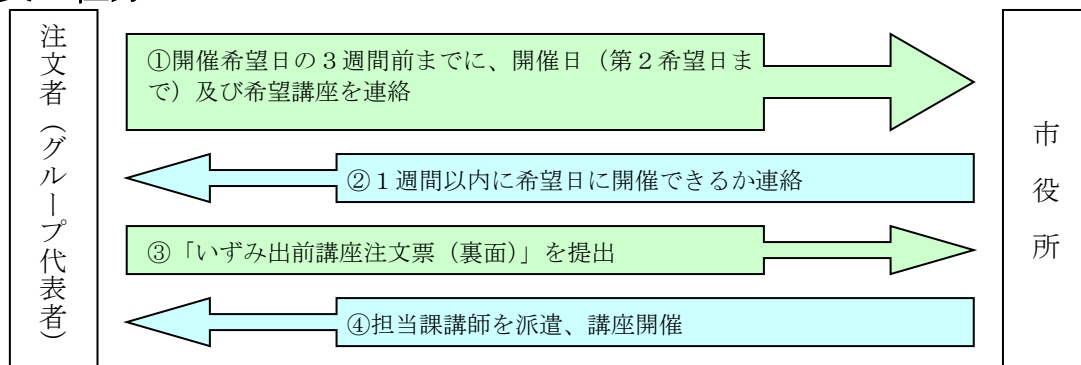 注文者（グループ代表者）
①開催希望日の３週間前までに、開催日（第２希望日ま
で）及び希望講座を連絡
②１週間以内に希望日に開催できるか連絡
③「いずみ出前講座注文票（裏面）」を提出
④担当課講師を派遣、講座開催
市役所